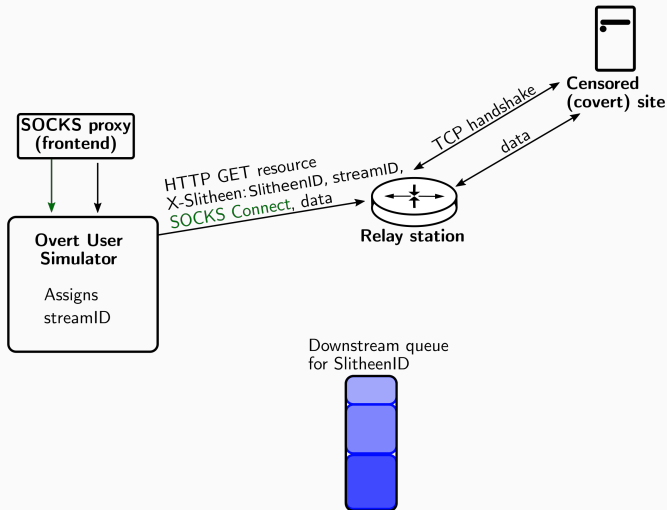 Censored
(covert) site
TCP handshake
data
SOCKS proxy
(frontend)
HTTP GET resource
X-Slitheen: SlitheenID, streamID,
SOCKS Connect, data
Relay station
Overt User
Simulator
Assigns
streamID
Downstream queue
for SlitheenID